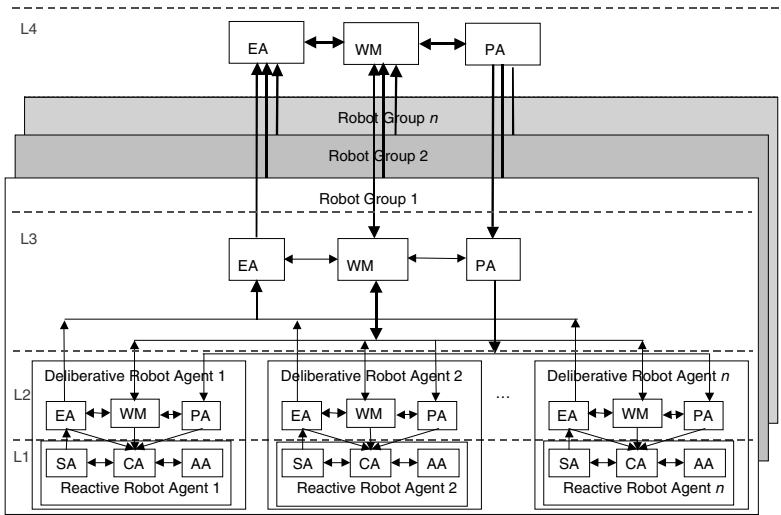 L4
EA WM PA
Robot Group n
Robot Group 2
Robot Group 1
L3
EA WM PA
Deliberative Robot Agent 1 Deliberative Robot Agent 2 ... Deliberative Robot Agent n
L2
EA WM PA EA WM PA EA WM PA
L1
SA CA AA SA CA AA SA CA AA
Reactive Robot Agent 1 Reactive Robot Agent 2 Reactive Robot Agent n